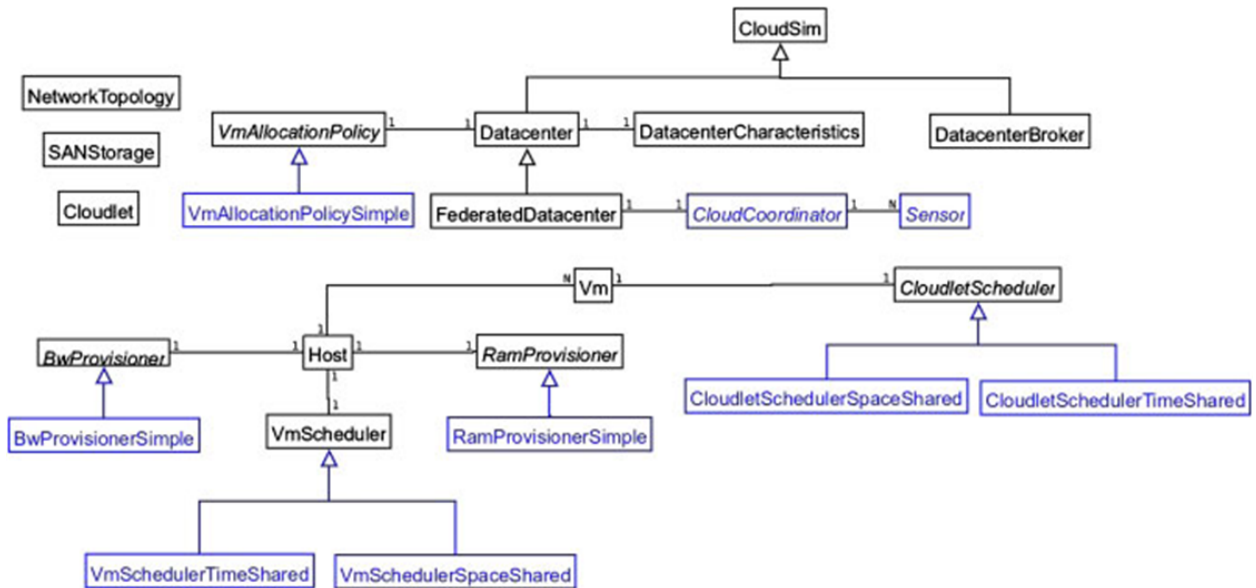 CloudSim
NetworkTopology
VmAllocationPolicy 1 1 Datacenter 1 1 DatacenterCharacteristics
DatacenterBroker
SANStorage
Cloudlet
VmAllocationPolicySimple
FederatedDatacenter 1 1 CloudCoordinator 1 N Sensor
N Vm 1 1 CloudletScheduler
1
BwProvisioner 1 1 Host 1 1 RamProvisioner
1
1
CloudletSchedulerSpaceShared
CloudletSchedulerTimeShared
BwProvisionerSimple
VmScheduler
RamProvisionerSimple
VmSchedulerTimeShared
VmSchedulerSpaceShared